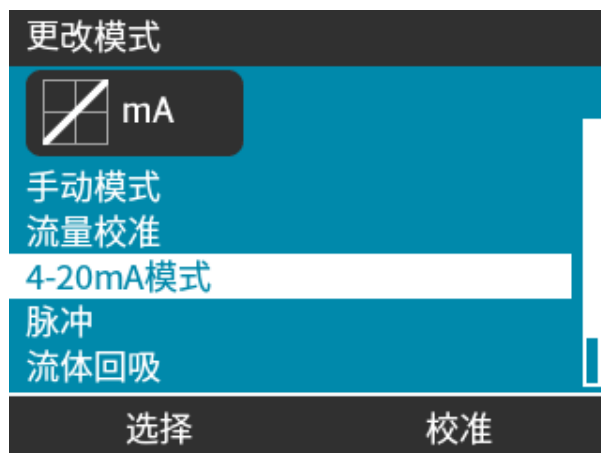 更改模式
mA
手动模式
流量校准
4-20mA模式
脉冲
流体回吸
选择 校准